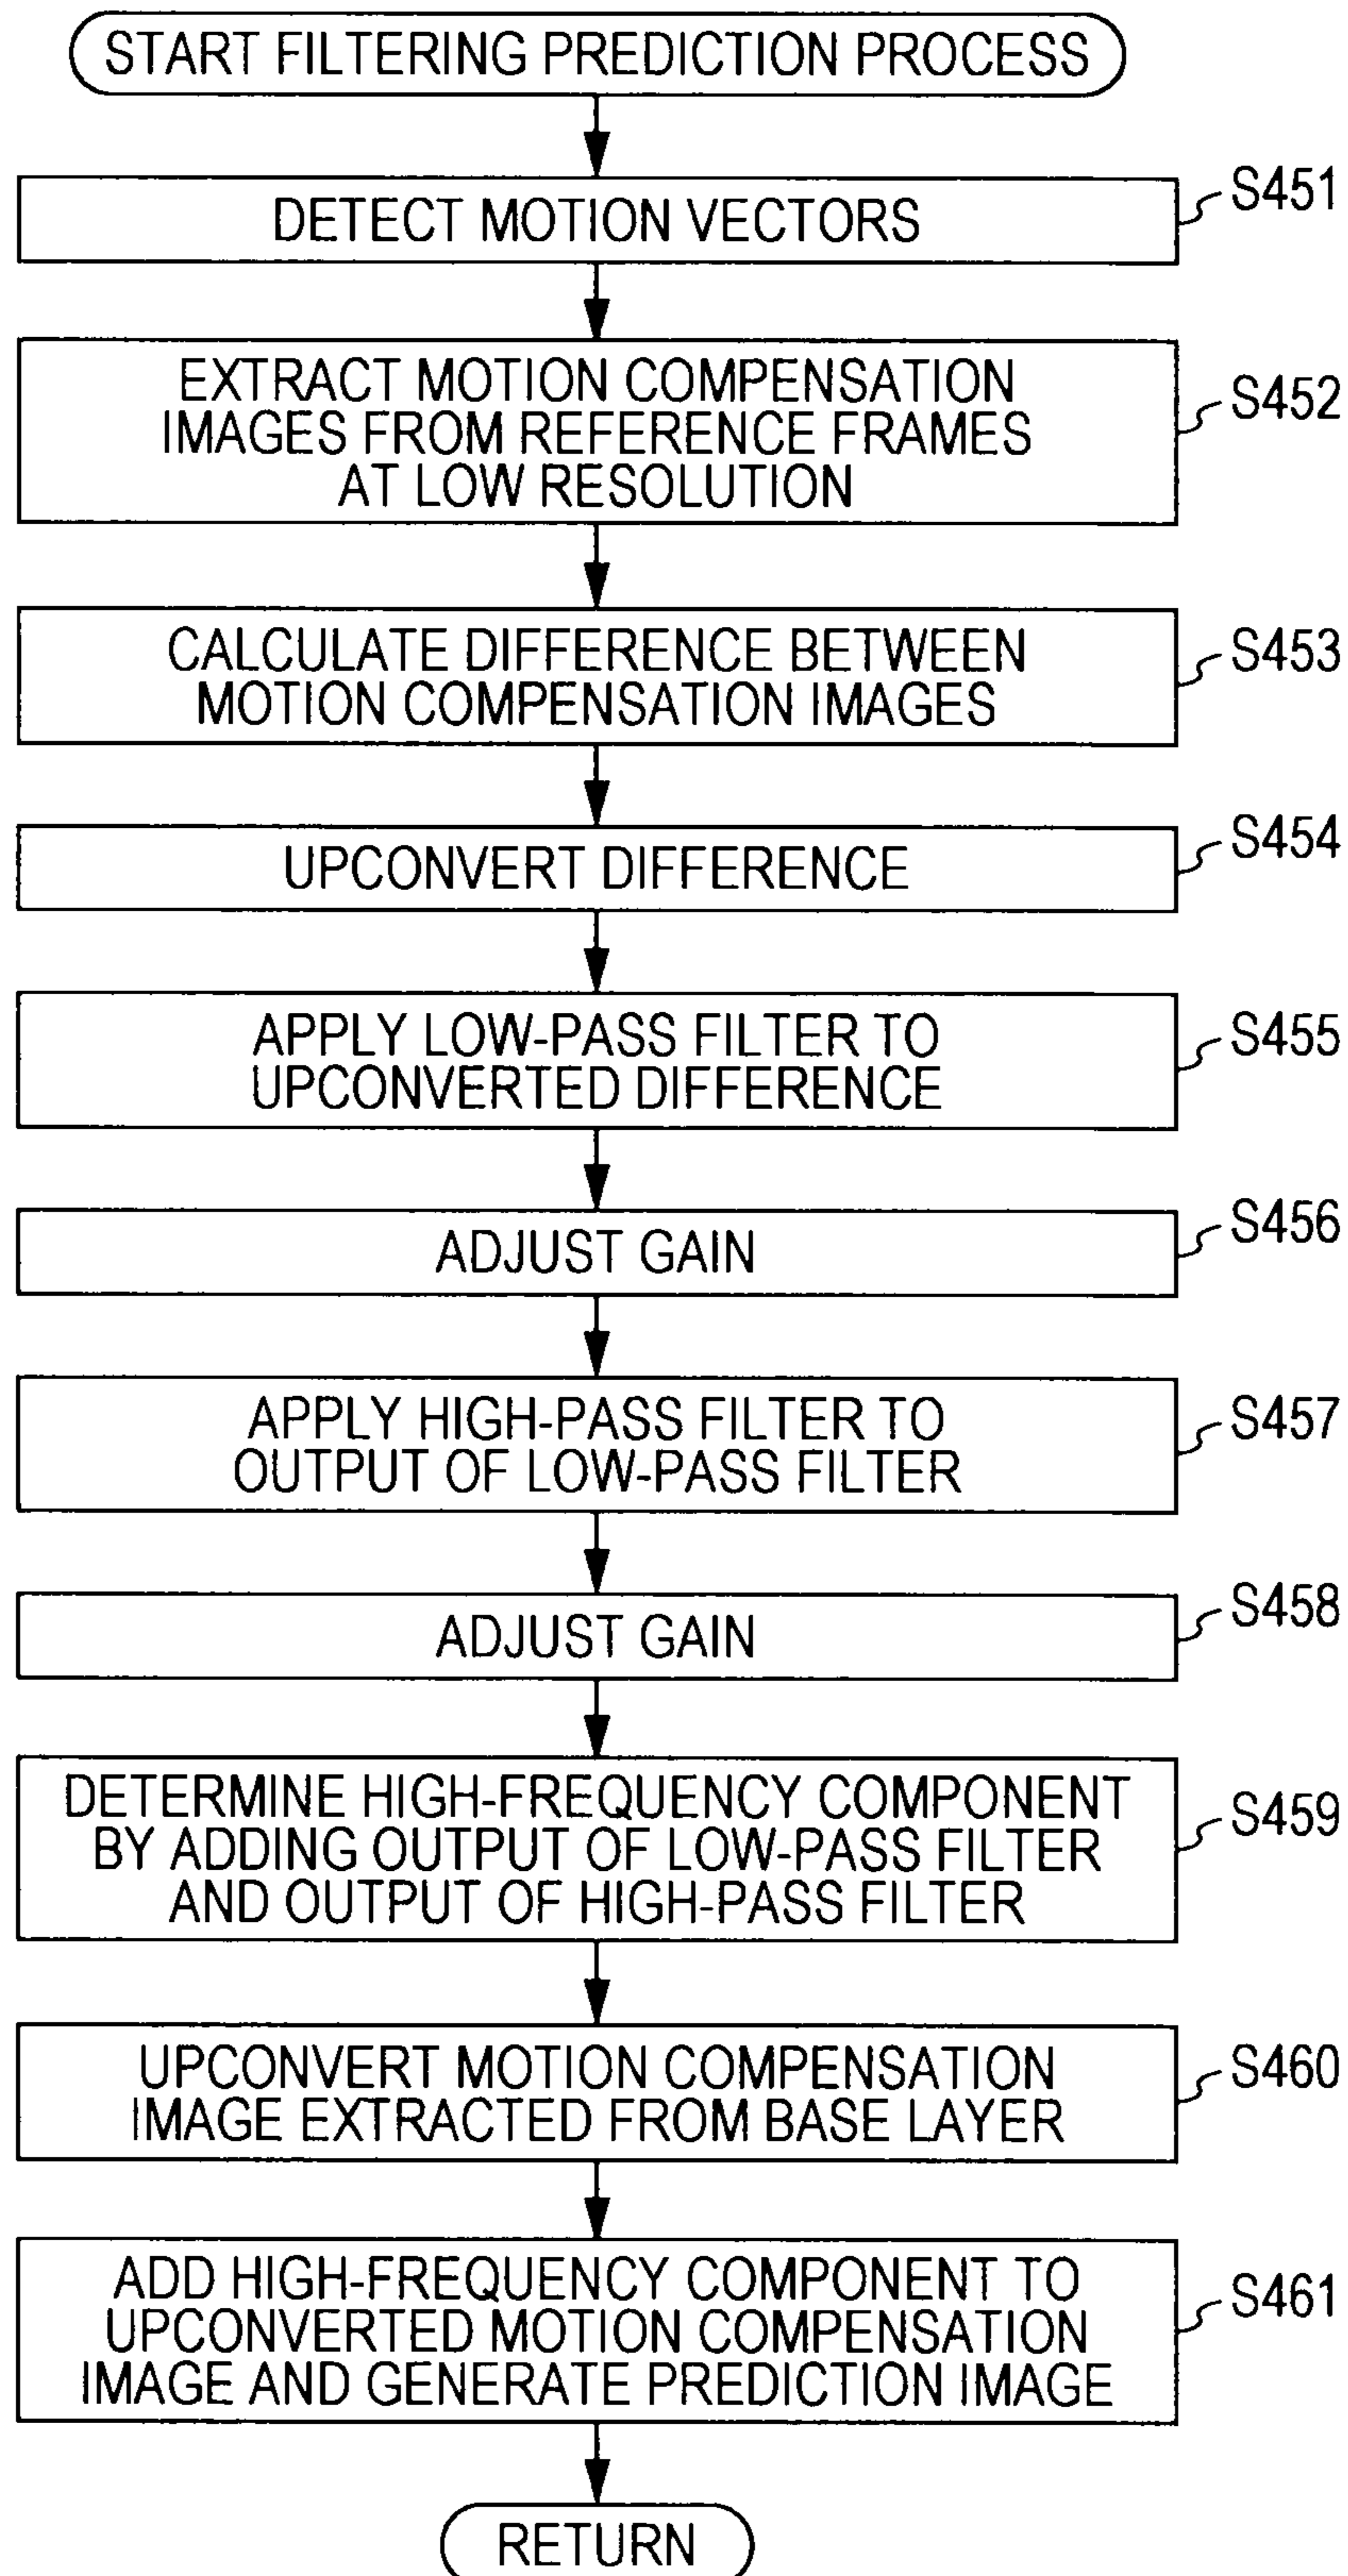 START FILTERING PREDICTION PROCESS
DETECT MOTION VECTORS
S451
EXTRACT MOTION COMPENSATION
IMAGES FROM REFERENCE FRAMES
AT LOW RESOLUTION
S452
CALCULATE DIFFERENCE BETWEEN
MOTION COMPENSATION IMAGES
S453
UPCONVERT DIFFERENCE
S454
APPLY LOW-PASS FILTER TO
UPCONVERTED DIFFERENCE
S455
ADJUST GAIN
S456
APPLY HIGH-PASS FILTER TO
OUTPUT OF LOW-PASS FILTER
S457
ADJUST GAIN
S458
DETERMINE HIGH-FREQUENCY COMPONENT
BY ADDING OUTPUT OF LOW-PASS FILTER
AND OUTPUT OF HIGH-PASS FILTER
S459
UPCONVERT MOTION COMPENSATION
IMAGE EXTRACTED FROM BASE LAYER
S460
ADD HIGH-FREQUENCY COMPONENT TO
UPCONVERTED MOTION COMPENSATION
IMAGE AND GENERATE PREDICTION IMAGE
S461
RETURN